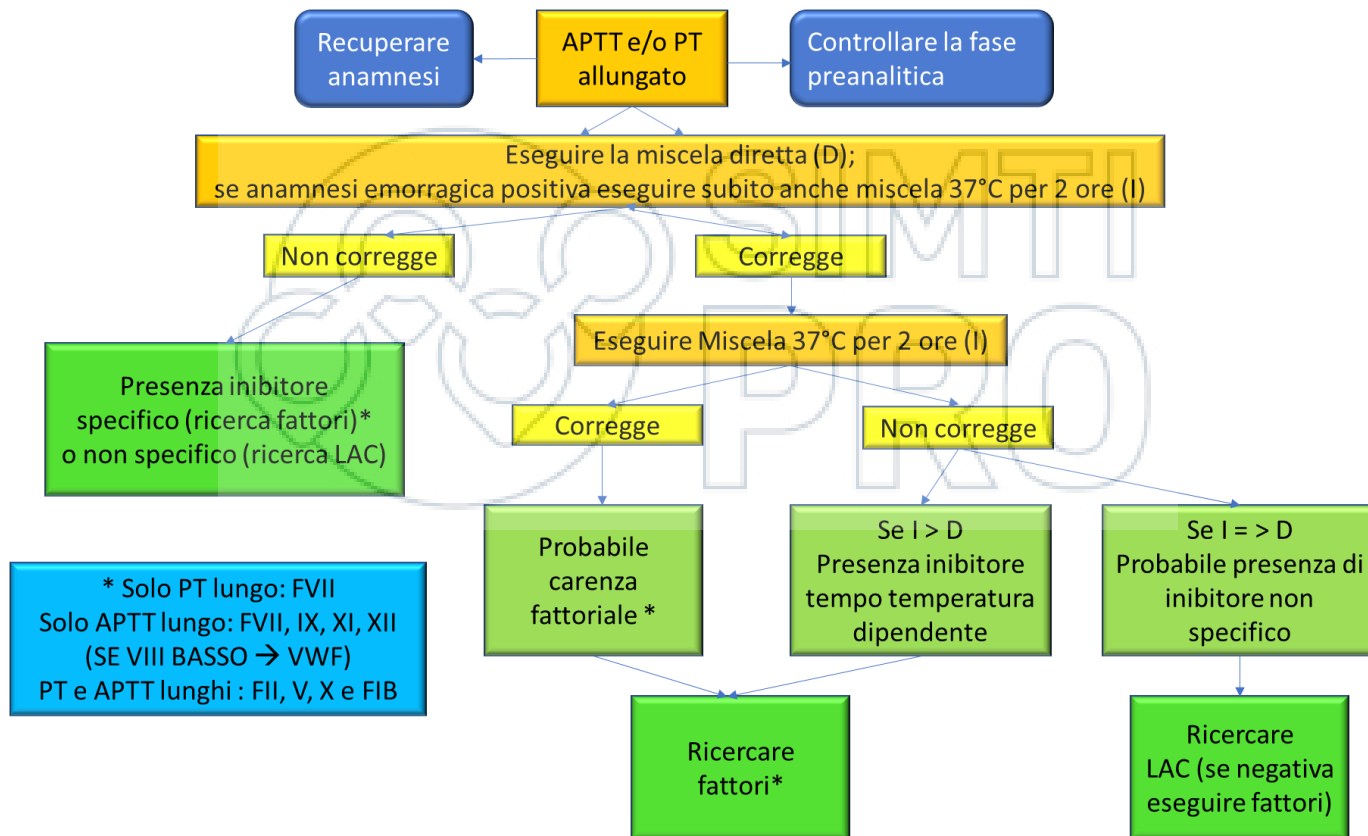 Recuperare
anamnesi
APTT e/o PT
allungato
Controllare la fase
preanalitica
Eseguire la miscela diretta (D);
se anamnesi emorragica positiva eseguire subito anche miscela 37°C per 2 ore (I)
Non corregge
Corregge
Eseguire Miscela 37°C per 2 ore (I)
Presenza inibitore
specifico (ricerca fattori)*
o non specifico (ricerca LAC)
Corregge
Non corregge
Probabile
carenza
fattoriale *
Se I > D
Presenza inibitore
tempo temperatura
dipendente
Se I = > D
Probabile presenza di
inibitore non
specifico
* Solo PT lungo: FVII
Solo APTT lungo: FVII, IX, XI, XII
(SE VIII BASSO → VWF)
PT e APTT lunghi : FII, V, X e FIB
Ricercare
fattori*
Ricercare
LAC (se negativa
eseguire fattori)
SIMTI
PRO